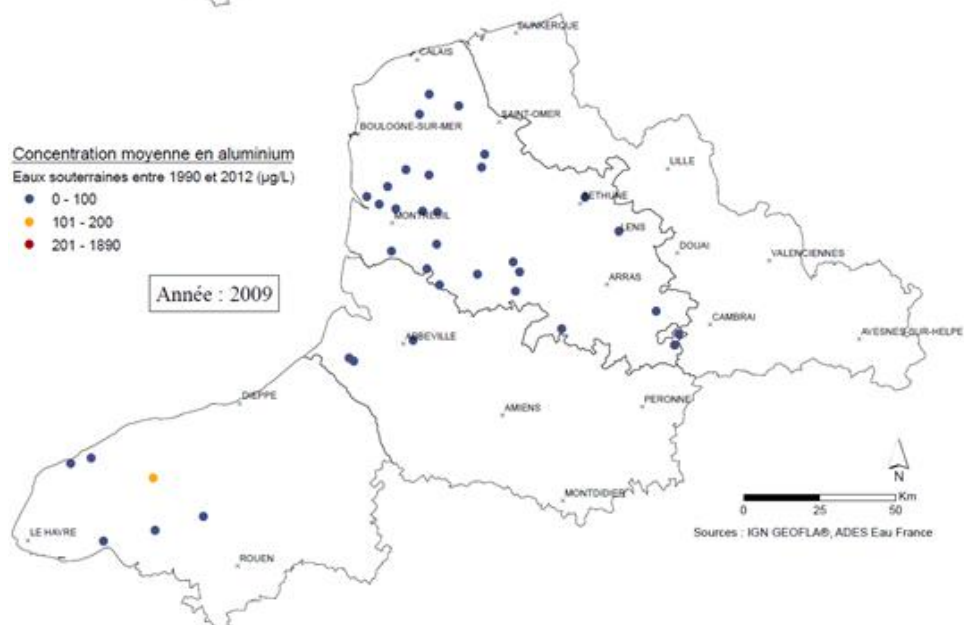 DUNKERQUE
CALAIS
SAINT-OMER
BOULOGNE-SUR-MER
LILLE
Concentration moyenne en aluminium
Eaux souterraines entre 1990 et 2012 (µg/L)
0 - 100
101 - 200
201 - 1890
BETHUNE
MONTREUIL
LENS
DOUAI
VALENCIENNES
ARRAS
Année : 2009
CAMBRAI
AVESNES-SUR-HELPE
ABBEVILLE
DIEPPE
PERONNE
AMIENS
N
MONTDIDIER
Km
0 25 50
Sources : IGN GEOFLA®, ADES Eau France
LE HAVRE
ROUEN